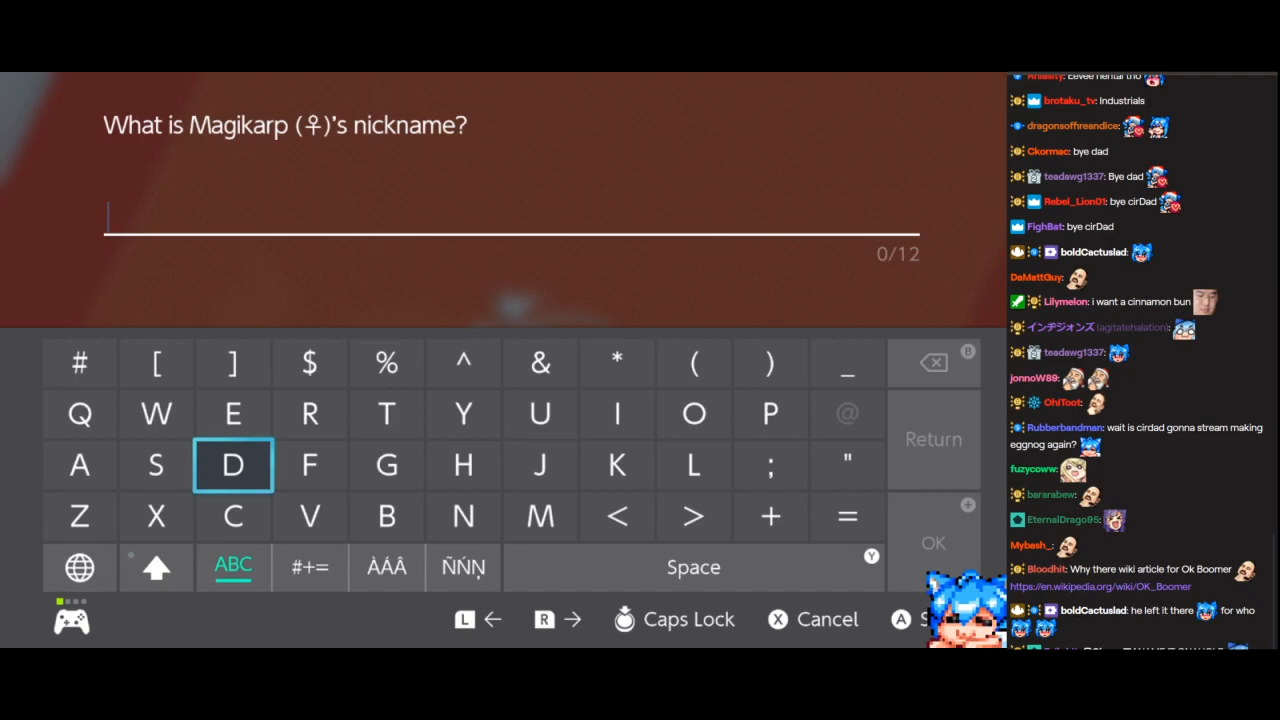 What is Magikarp (♀)'s nickname?
0/12
# [ ] $ % ^ & * ( ) _
Q W E R T Y U I O P @
Return
A S D F G H J K L ; "
Z X C V B N M < > + =
OK
ABC #+= ÀÁÂ ÑŃŅ Space Y
L ← R → Caps Lock X Cancel A S
brotaku_tv: Industrials
dragonsoffireandice:
Ckormac: bye dad
teadawg1337: Bye dad
Rebel_Lion01: bye cirDad
FighBat: bye cirDad
boldCactuslad:
DaMattGuy:
Lilymelon: i want a cinnamon bun
インヂジォンズ (agitatehalation):
teadawg1337:
jonnoW89:
OhiToot:
Rubberbandman: wait is cirdad gonna stream making
eggnog again?
fuzycoww:
bararabew:
EternalDrago95:
Mybash_:
Bloodhit: Why there wiki article for Ok Boomer
https://en.wikipedia.org/wiki/OK_Boomer
boldCactuslad: he left it there for who